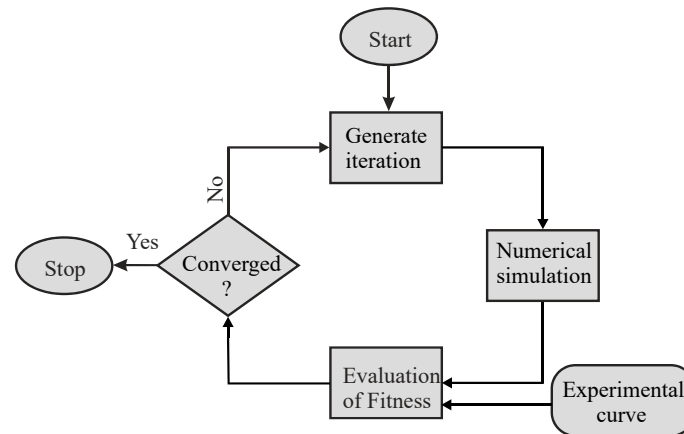 Start
Generate
iteration
No
Yes
Stop
Converged
?
Numerical
simulation
Evaluation
of Fitness
Experimental
curve